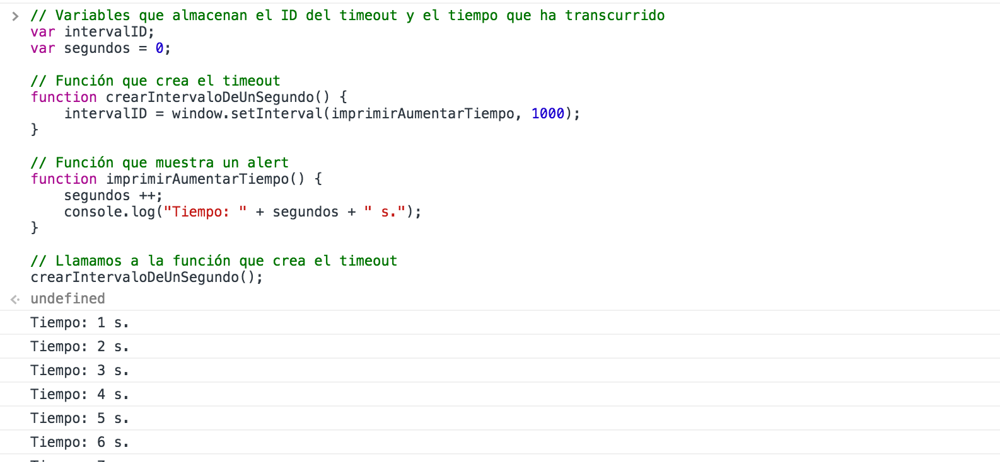 // Variables que almacenan el ID del timeout y el tiempo que ha transcurrido
var intervalID;
var segundos = 0;
// Función que crea el timeout
function crearIntervaloDeUnSegundo() {
intervalID = window.setInterval(imprimirAumentarTiempo, 1000);
}
// Función que muestra un alert
function imprimirAumentarTiempo() {
segundos ++;
console.log("Tiempo: " + segundos + " s.");
}
// Llamamos a la función que crea el timeout
crearIntervaloDeUnSegundo();
undefined
Tiempo: 1 s.
Tiempo: 2 s.
Tiempo: 3 s.
Tiempo: 4 s.
Tiempo: 5 s.
Tiempo: 6 s.